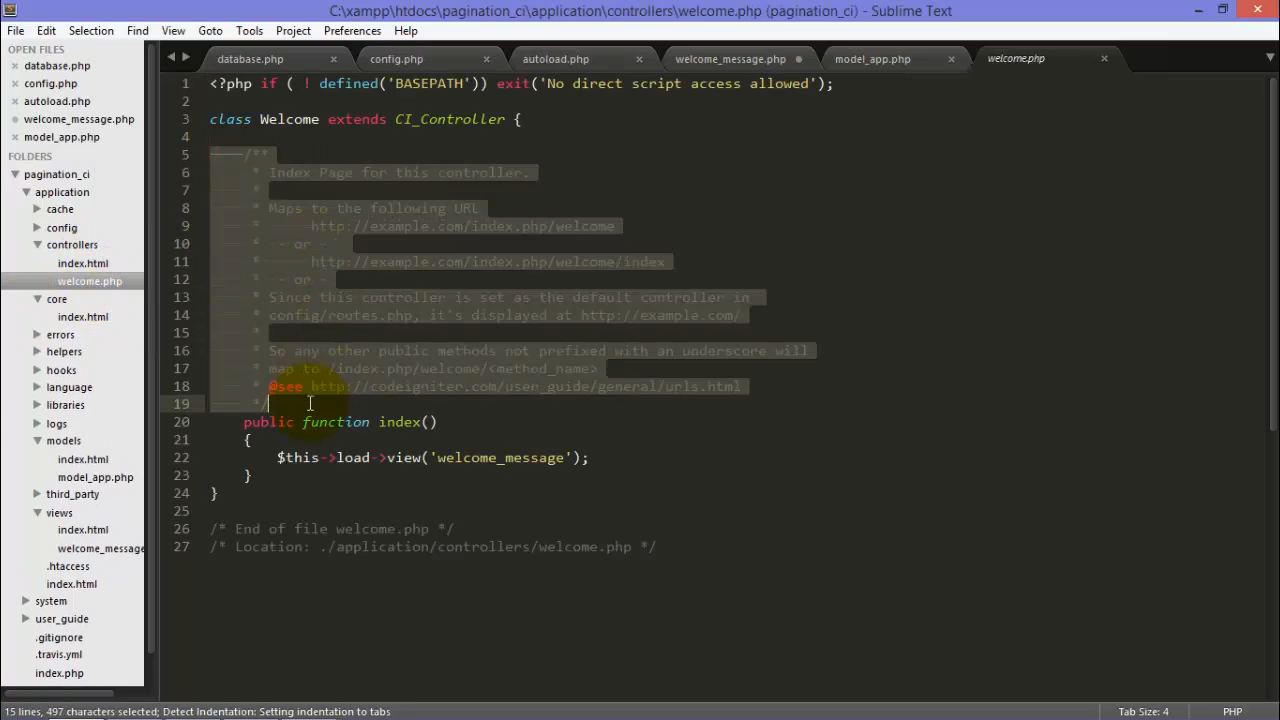 C:\xampp\htdocs\pagination_ci\application\controllers\welcome.php (pagination_ci) - Sublime Text
File Edit Selection Find View Goto Tools Project Preferences Help
OPEN FILES
database.php
config.php
autoload.php
welcome_message.php
model_app.php
FOLDERS
pagination_ci
application
cache
config
controllers
index.html
welcome.php
core
index.html
errors
helpers
hooks
language
libraries
logs
models
index.html
model_app.php
third_party
views
index.html
welcome_message
.htaccess
index.html
system
user_guide
.gitignore
.travis.yml
index.php
database.php config.php autoload.php welcome_message.php model_app.php welcome.php
1 <?php if ( ! defined('BASEPATH')) exit('No direct script access allowed');
2
3 class Welcome extends CI_Controller {
4
5 /**
6 * Index Page for this controller.
7 *
8 * Maps to the following URL
9 * http://example.com/index.php/welcome
10 * - or -
11 * http://example.com/index.php/welcome/index
12 * - or -
13 * Since this controller is set as the default controller in
14 * config/routes.php, it's displayed at http://example.com/
15 *
16 * So any other public methods not prefixed with an underscore will
17 * map to /index.php/welcome/<method_name>
18 * @see http://codeigniter.com/user_guide/general/urls.html
19 */
20 public function index()
21 {
22 $this->load->view('welcome_message');
23 }
24 }
25
26 /* End of file welcome.php */
27 /* Location: ./application/controllers/welcome.php */
15 lines, 497 characters selected; Detect Indentation: Setting indentation to tabs
Tab Size: 4
PHP